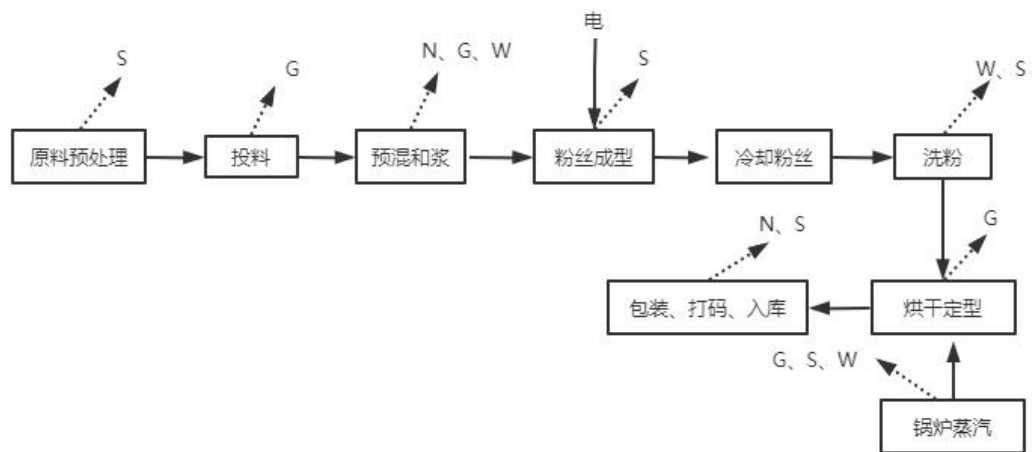 电
S
G
N、G、W
S
W、S
原料预处理
投料
预混和浆
粉丝成型
冷却粉丝
洗粉
N、S
G
包装、打码、入库
烘干定型
G、S、W
锅炉蒸汽